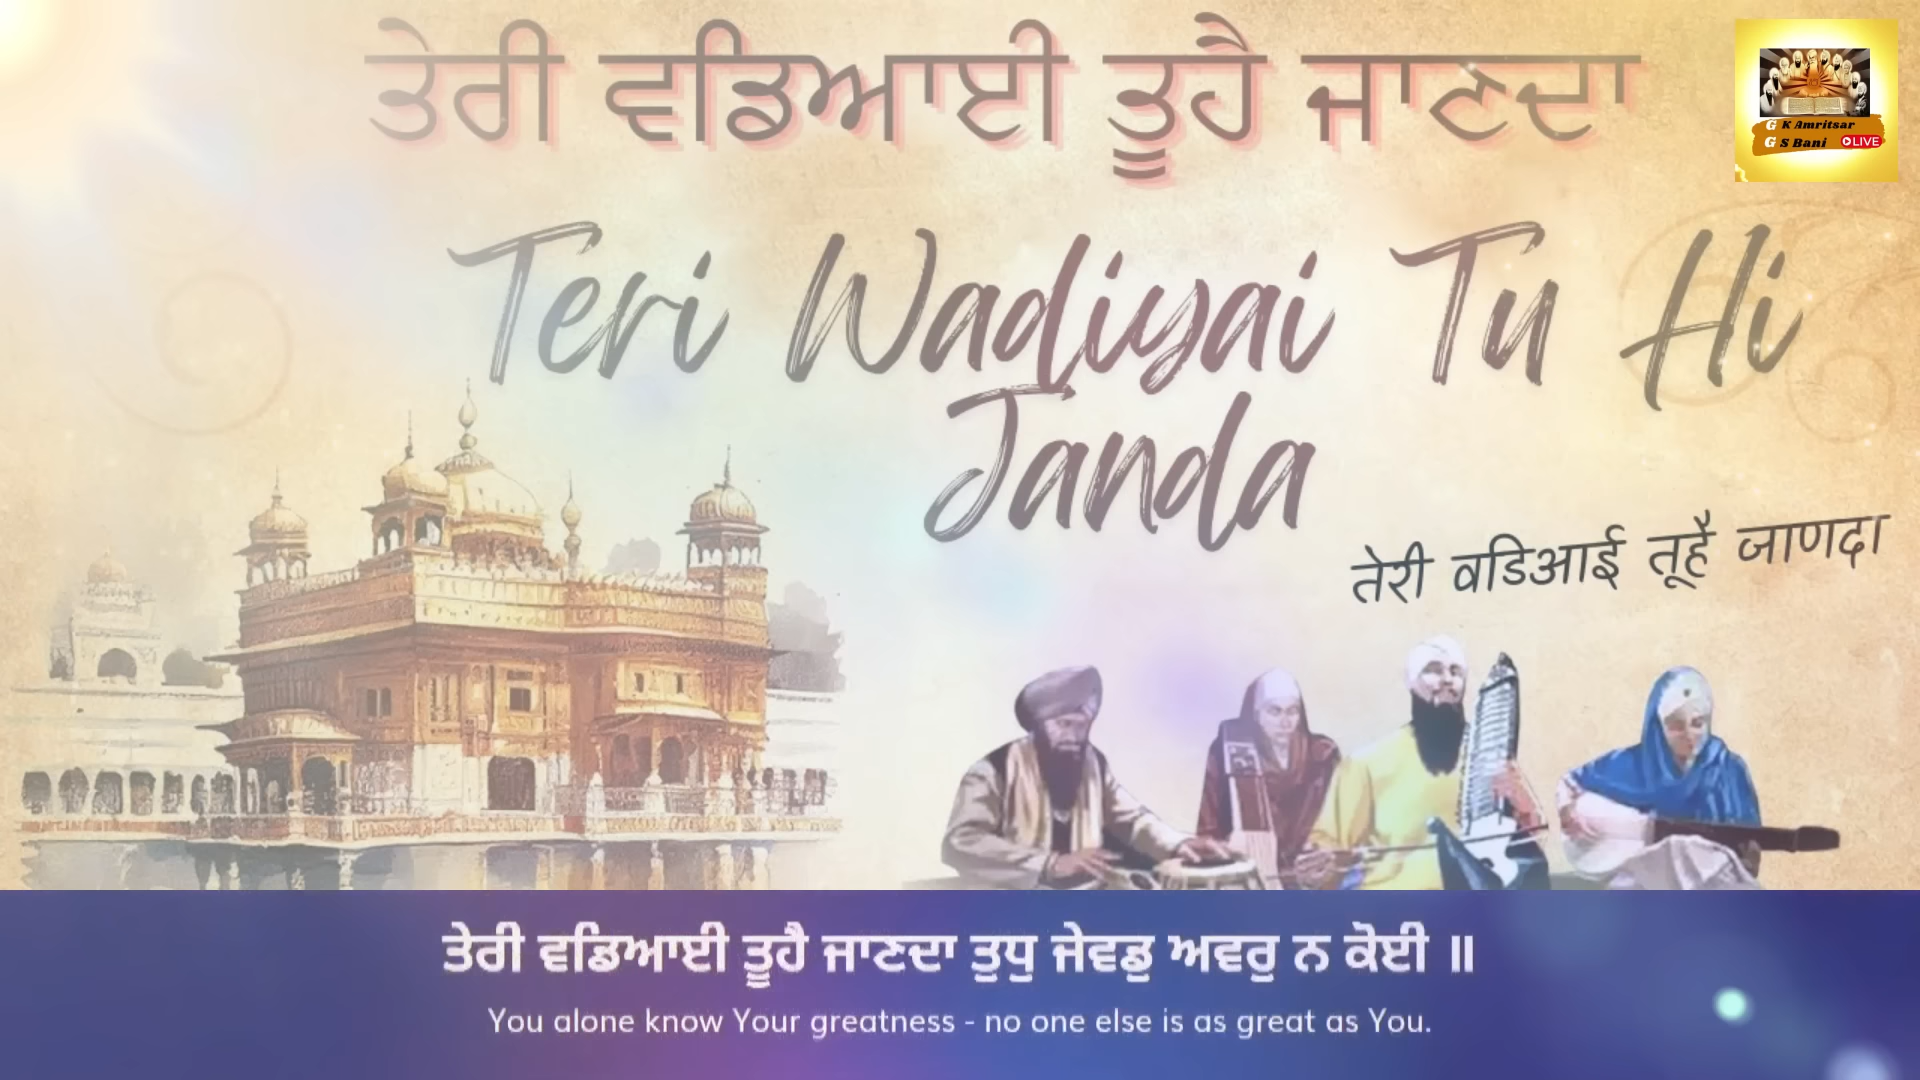 ਤੇਰੀ ਵਡਿਆਈ ਤੂਹੈ ਜਾਣਦਾ
G K Amritsar
G S Bani LIVE
Teri Wadiyai Tu Hi
Janda
तेरी वडिआई तूहै जाणदा
ਤੇਰੀ ਵਡਿਆਈ ਤੂਹੈ ਜਾਣਦਾ ਤੁਧੁ ਜੇਵਡੁ ਅਵਰੁ ਨ ਕੋਈ ॥
You alone know Your greatness - no one else is as great as You.